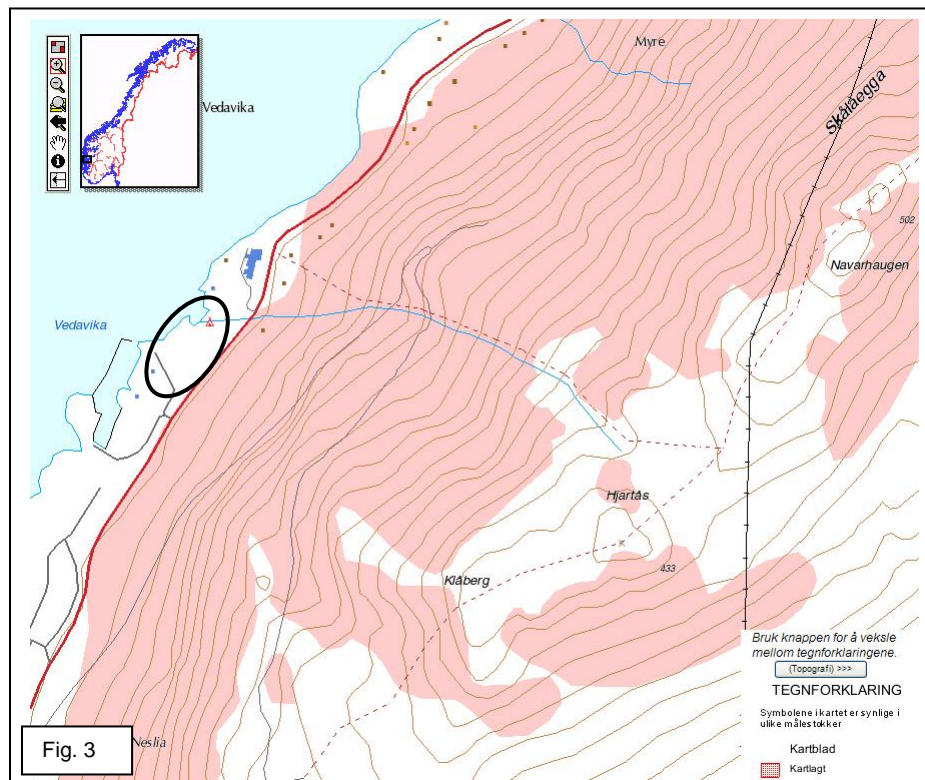 Myre
Skålaegga
Vedavika
502
Navarhaugen
Vedavika
Hjartås
433
Klåberg
Bruk knappen for å veksle
mellom tegnforklaringene.
(Topografi) >>>
TEGNFORKLARING
Symbolene i kartet er synlige i
ulike målestokker
Kartblad
Kartlagt
Fig. 3
Neslia